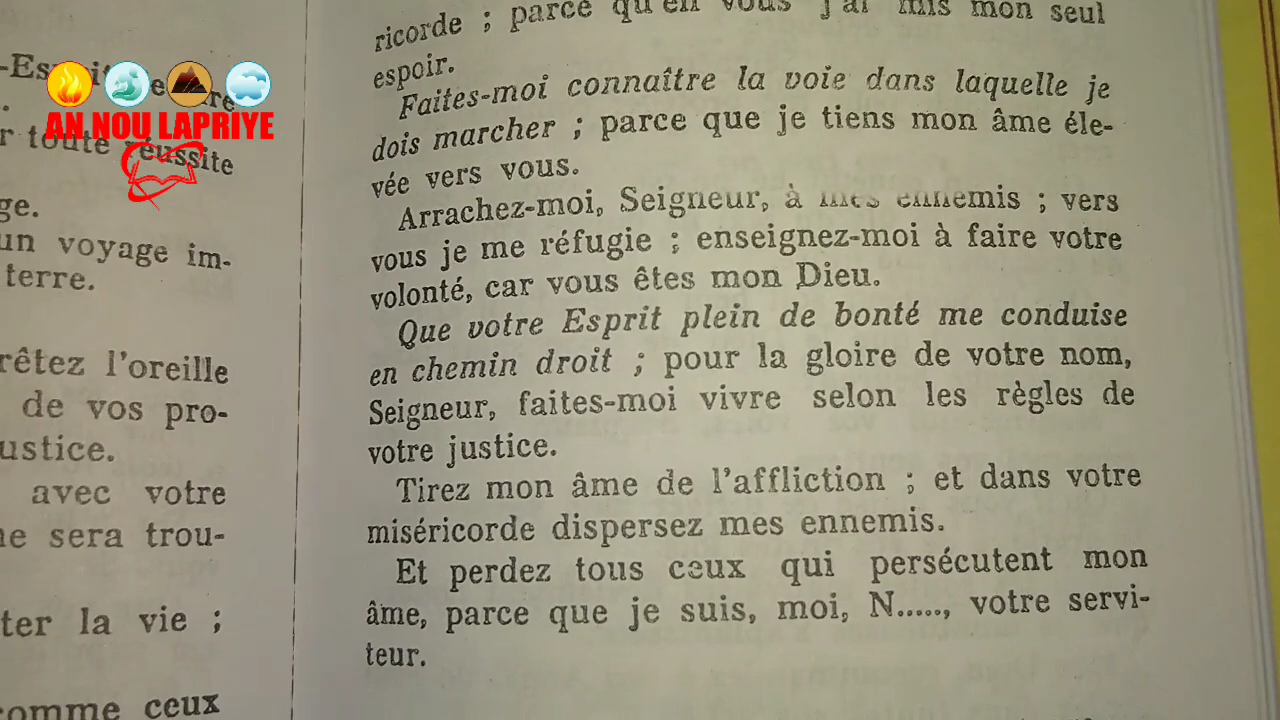 -Es
.
r toute réussite
ge.
un voyage im-
terre.
rêtez l'oreille
de vos pro-
ustice.
avec votre
ne sera trou-
ter la vie ;
comme ceux
AN NOU LAPRIYE
ricorde ; parce qu'en vous j'ai mis mon seul
espoir.
Faites-moi connaître la voie dans laquelle je
dois marcher ; parce que je tiens mon âme éle-
vée vers vous.
Arrachez-moi, Seigneur, à mes ennemis ; vers
vous je me réfugie ; enseignez-moi à faire votre
volonté, car vous êtes mon Dieu.
Que votre Esprit plein de bonté me conduise
en chemin droit ; pour la gloire de votre nom,
Seigneur, faites-moi vivre selon les règles de
votre justice.
Tirez mon âme de l'affliction ; et dans votre
miséricorde dispersez mes ennemis.
Et perdez tous ceux qui persécutent mon
âme, parce que je suis, moi, N....., votre servi-
teur.